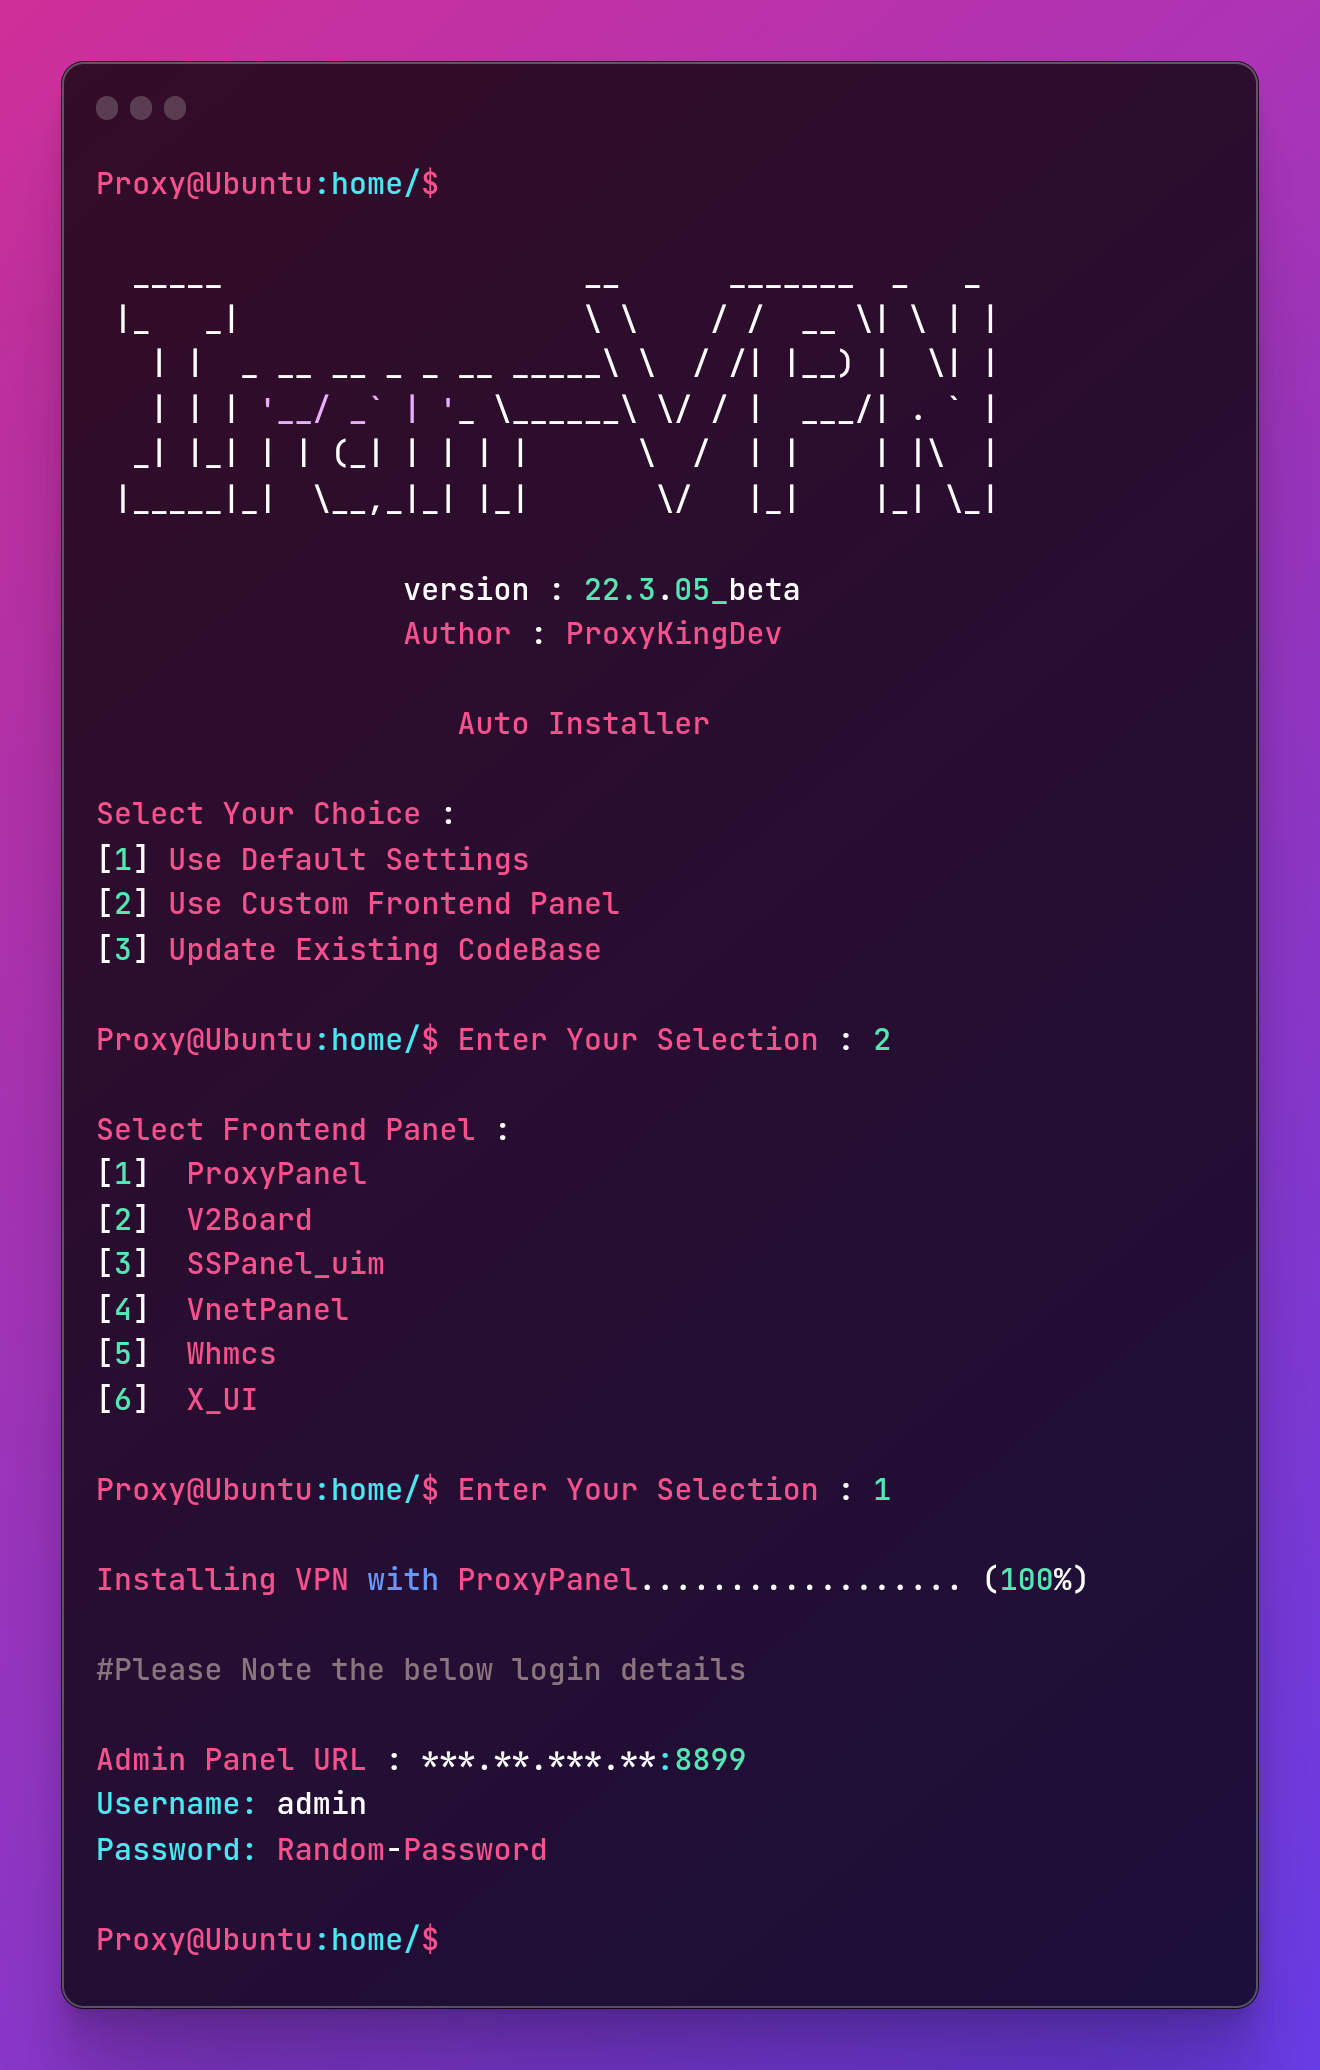 Proxy@Ubuntu:home/$
  _____                    __      _______  _   _
 |_   _|                   \ \    / /  __ \| \ | |
   | |  _ __ __ _ _ __ _____\ \  / /| |__) |  \| |
   | | | '__/ _` | '_ \______\ \/ / |  ___/| . ` |
  _| |_| | | (_| | | | |      \  /  | |    | |\  |
 |_____|_|  \__,_|_| |_|       \/   |_|    |_| \_|
version : 22.3.05_beta
Author : ProxyKingDev
Auto Installer
Select Your Choice :
[1] Use Default Settings
[2] Use Custom Frontend Panel
[3] Update Existing CodeBase
Proxy@Ubuntu:home/$ Enter Your Selection : 2
Select Frontend Panel :
[1]  ProxyPanel
[2]  V2Board
[3]  SSPanel_uim
[4]  VnetPanel
[5]  Whmcs
[6]  X_UI
Proxy@Ubuntu:home/$ Enter Your Selection : 1
Installing VPN with ProxyPanel.................. (100%)
#Please Note the below login details
Admin Panel URL : ***.**.***.**:8899
Username: admin
Password: Random-Password
Proxy@Ubuntu:home/$